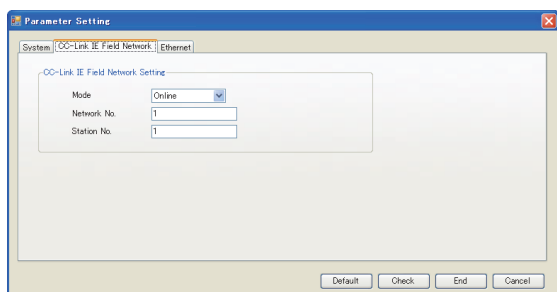 Parameter Setting
System CC-Link IE Field Network Ethernet
CC-Link IE Field Network Setting
Mode Online
Network No. 1
Station No. 1
Default Check End Cancel